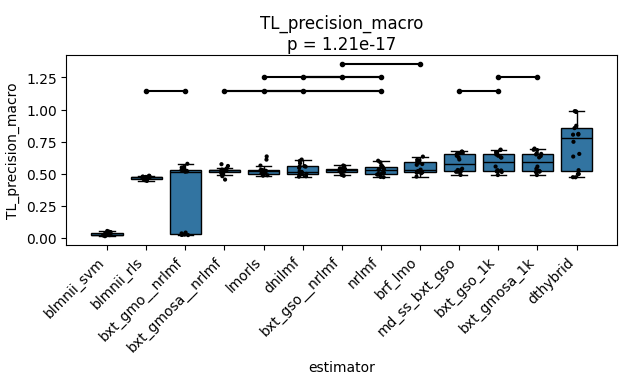 TL_precision_macro
p = 1.21e-17
TL_precision_macro
1.25
1.00
0.75
0.50
0.25
0.00
blmnii_svm
blmnii_rls
bxt_gmo__nrlmf
bxt_gmosa__nrlmf
lmorls
dnilmf
bxt_gso__nrlmf
nrlmf
brf_lmo
md_ss_bxt_gso
bxt_gso_1k
bxt_gmosa_1k
dthybrid
estimator